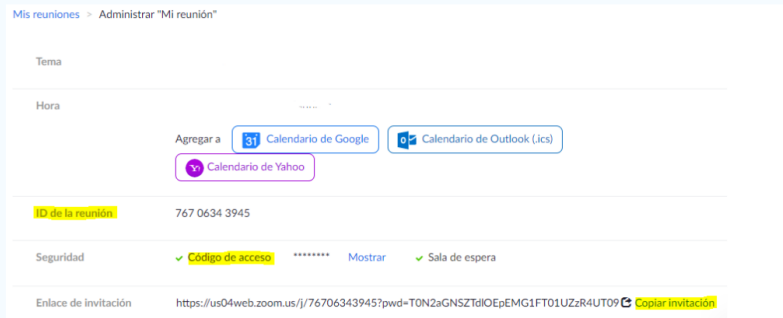 Mis reuniones > Administrar "Mi reunión"
Tema
Hora
Agregar a 31 Calendario de Google Calendario de Outlook (.ics)
Calendario de Yahoo
ID de la reunión 767 0634 3945
Seguridad ✓ Código de acceso ******** Mostrar ✓ Sala de espera
Enlace de invitación https://us04web.zoom.us/j/76706343945?pwd=T0N2aGNSZTdlOEpEMG1FT01UZzR4UT09 Copiar invitación